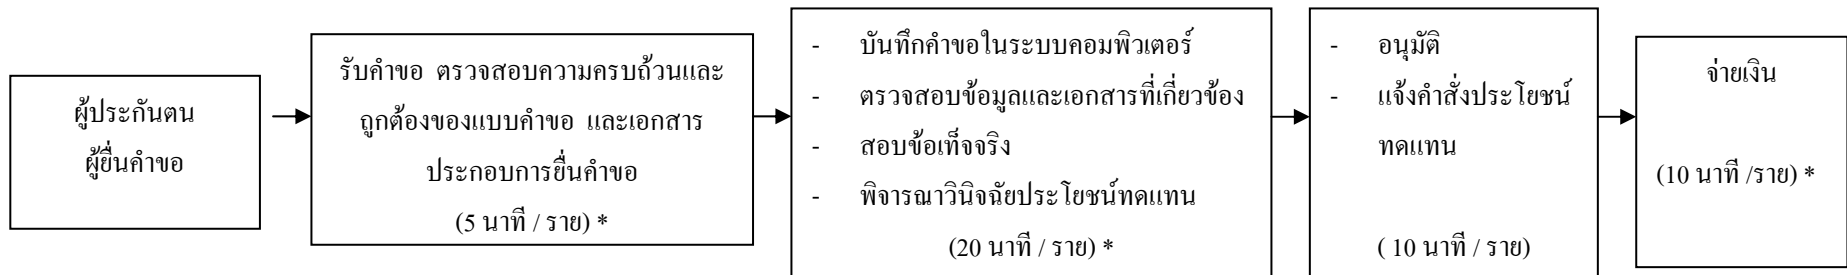 ผู้ประกันตน
ผู้ยื่นคำขอ
รับคำขอ ตรวจสอบความครบถ้วนและ
ถูกต้องของแบบคำขอ และเอกสาร
ประกอบการยื่นคำขอ
(5 นาที / ราย) *
- บันทึกคำขอในระบบคอมพิวเตอร์
- ตรวจสอบข้อมูลและเอกสารที่เกี่ยวข้อง
- สอบข้อเท็จจริง
- พิจารณาวินิจฉัยประโยชน์ทดแทน
(20 นาที / ราย) *
- อนุมัติ
- แจ้งคำสั่งประโยชน์
ทดแทน
( 10 นาที / ราย)
จ่ายเงิน
(10 นาที /ราย) *